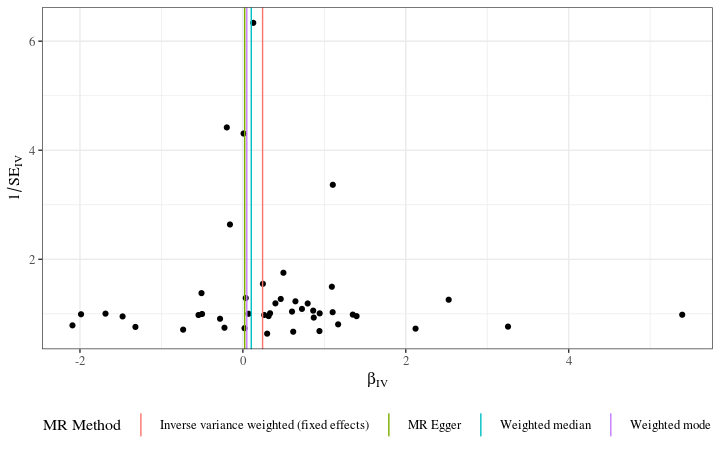 6
4
2
1/SE_IV
-2 0 2 4
β_IV
MR Method Inverse variance weighted (fixed effects) MR Egger Weighted median Weighted mode